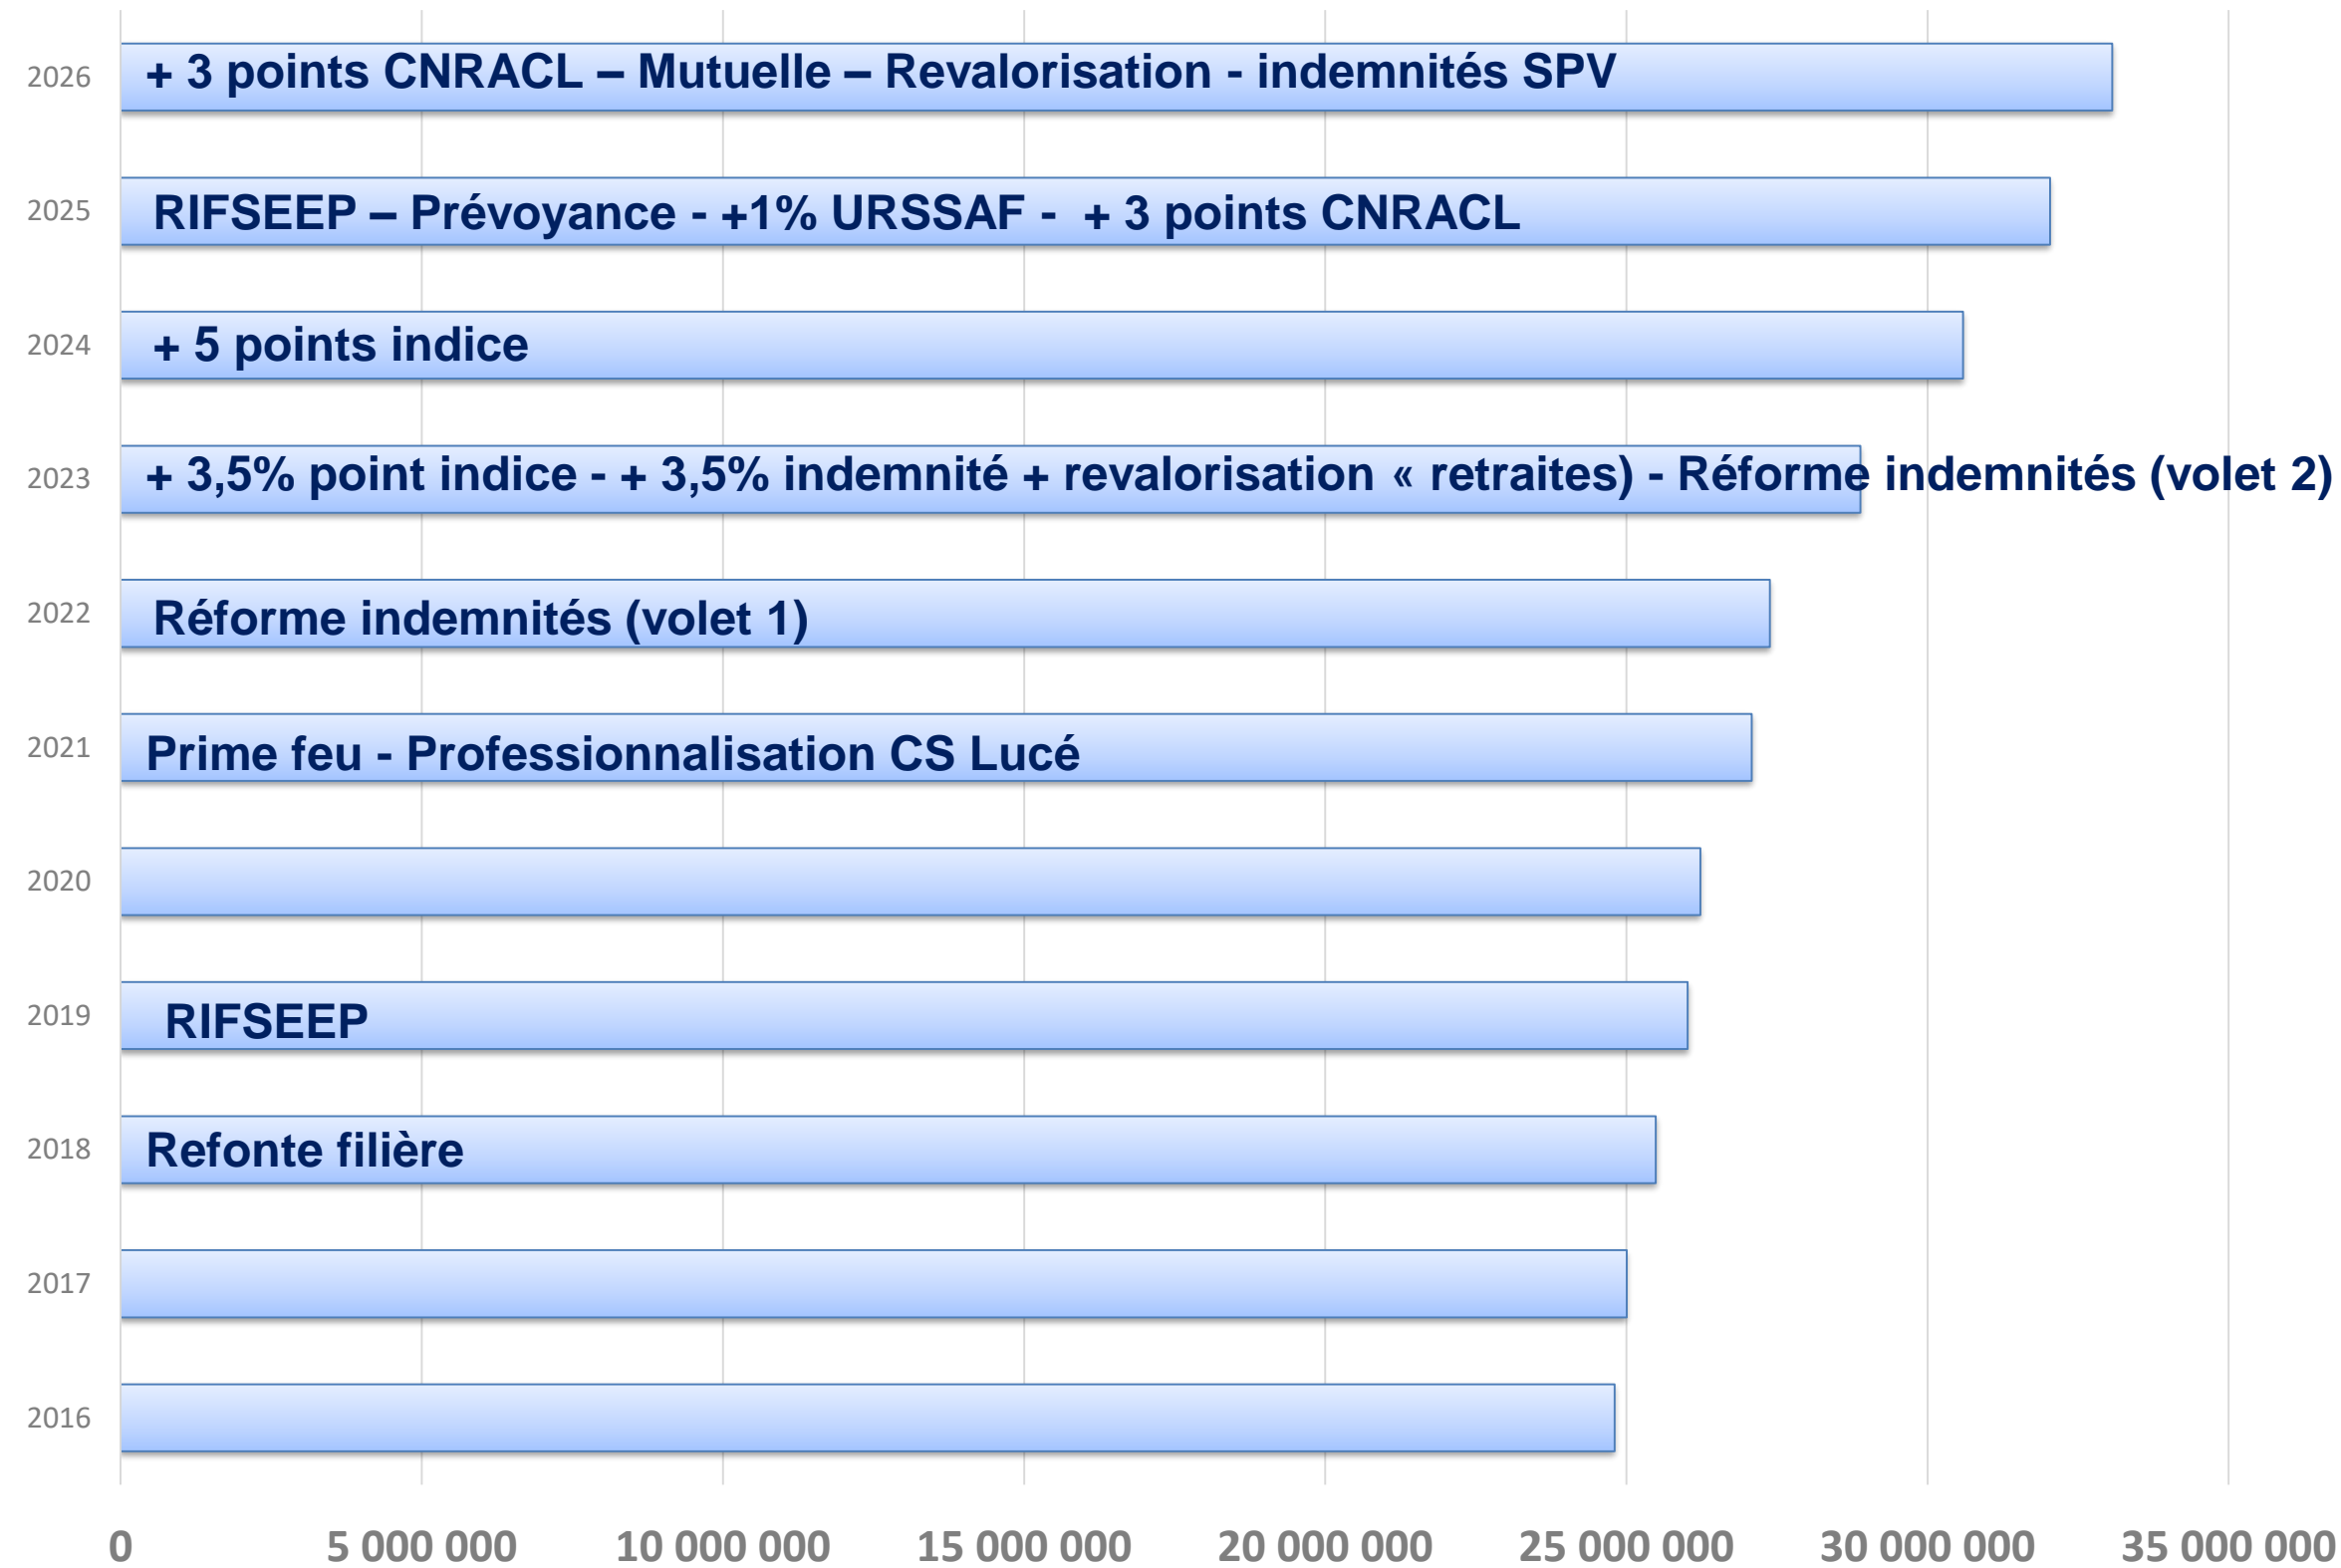 2026 + 3 points CNRACL – Mutuelle – Revalorisation - indemnités SPV
2025 RIFSEEP – Prévoyance - +1% URSSAF - + 3 points CNRACL
2024 + 5 points indice
2023 + 3,5% point indice - + 3,5% indemnité + revalorisation « retraites) - Réforme indemnités (volet 2)
2022 Réforme indemnités (volet 1)
2021 Prime feu - Professionnalisation CS Lucé
2020
2019 RIFSEEP
2018 Refonte filière
2017
2016
0 5 000 000 10 000 000 15 000 000 20 000 000 25 000 000 30 000 000 35 000 000